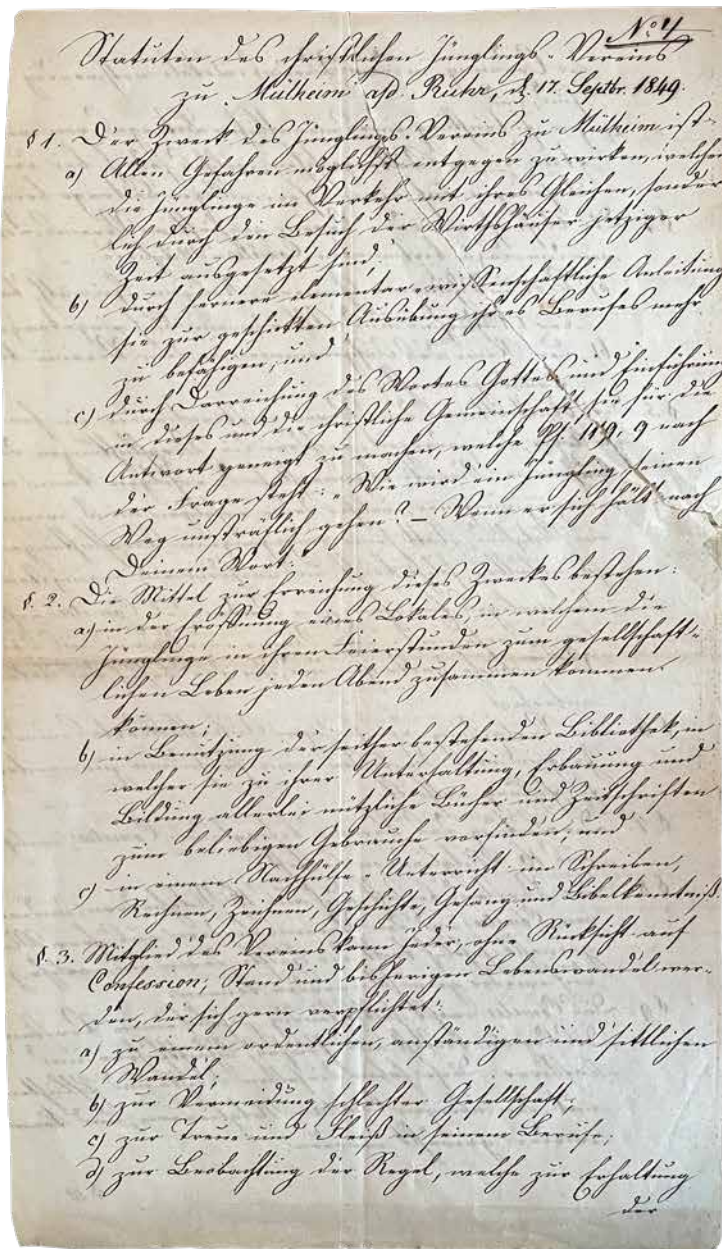 No 4
Statuten des christlichen Jünglings-Vereins
zu Mülheim a/d. Ruhr, d. 17. Septbr. 1849.
§ 1. Der Zweck des Jünglings-Vereins zu Mülheim ist
a) Allen Gefahren möglichst entgegen zu wirken, welchen
die Jünglinge im Verkehr mit ihres Gleichen, sonder
lich durch den Besuch der Wirthshäuser jetziger
Zeit ausgesetzt sind;
b) durch fernere elementar-wissenschaftliche Anleitung
sie zur geschickten Ausübung ihres Berufes mehr
zu befähigen; und
c) durch Darreichung des Wortes Gottes und Einführung
in dieses und die christliche Gemeinschaft, sie für die
Antwort geneigt zu machen, welche Ps. 119, 9 nach
der Frage steht: „Wie wird ein Jüngling seinen
Weg unsträflich gehen? – Wenn er sich hält nach
Deinem Wort.
§. 2. Die Mittel zur Erreichung dieses Zweckes bestehen:
a) in der Eröffnung eines Lokales, in welchem die
Jünglinge in ihren Feierstunden zum gesellschaft-
lichen Leben jeden Abend zusammen kommen
können;
b) in Benutzung der seither bestehenden Bibliothek, in
welcher sie zu ihrer Unterhaltung, Erbauung und
Bildung allerlei nützliche Bücher und Zeitschriften
zum beliebigen Gebrauche vorfinden; und
c) in einem Nachhülfe-Unterricht im Schreiben,
Rechnen, Zeichnen, Geschichte, Gesang und Bibelkenntniß.
§. 3. Mitglied des Vereins kann Jeder, ohne Rücksicht auf
Confession, Stand und bisherigen Lebenswandel wer-
den, der sich gern verpflichtet:
a) zu einem ordentlichen, anständigen und sittlichen
Wandel;
b) zur Vermeidung schlechter Gesellschaft;
c) zur Treue und Fleiß in seinem Berufe;
d) zur Beobachtung der Regel, welche zur Erhaltung
der